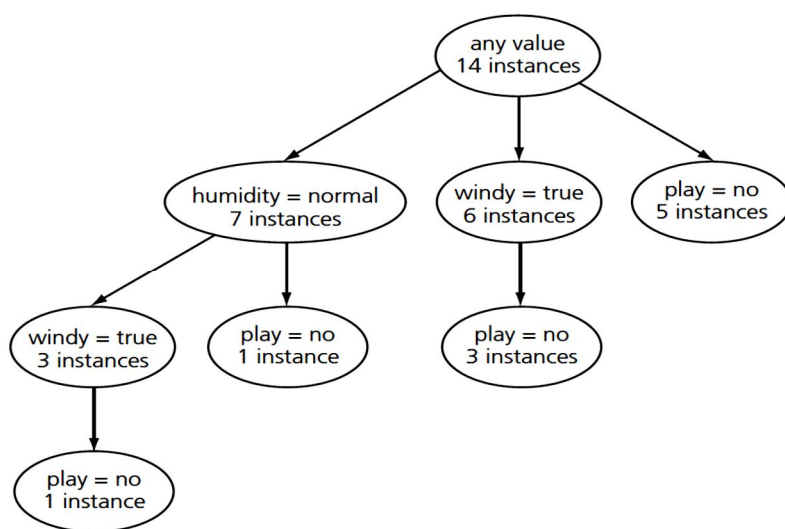 any value
14 instances
humidity = normal
7 instances
windy = true
6 instances
play = no
5 instances
windy = true
3 instances
play = no
1 instance
play = no
3 instances
play = no
1 instance